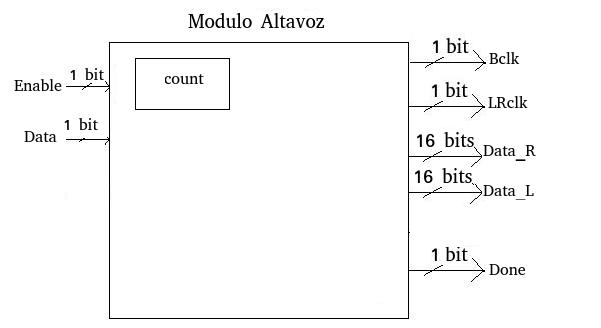 Modulo Altavoz
count
Enable 1 bit
Data 1 bit
1 bit Bclk
1 bit LRclk
16 bits Data_R
16 bits Data_L
1 bit Done